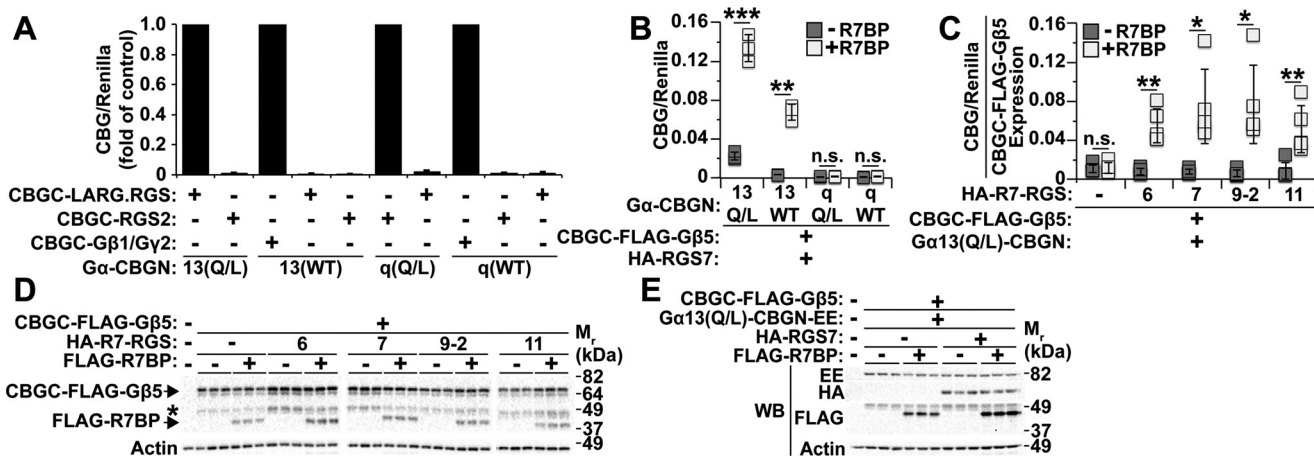 A
CBG/Renilla
(fold of control)
1.0
0.8
0.6
0.4
0.2
0.0
CBGC-LARG.RGS: + - - + - - + - - +
CBGC-RGS2: - + - - + + - - + -
CBGC-Gβ1/Gγ2: - - + - - - - + - -
Gα-CBGN: 13(Q/L) 13(WT) q(Q/L) q(WT)
B
CBG/Renilla
0.16
0.12
0.08
0.04
0
-R7BP
+R7BP
*** ** n.s. n.s.
Gα-CBGN: 13 13 q q
Q/L WT Q/L WT
CBGC-FLAG-Gβ5: +
HA-RGS7: +
C
CBG/Renilla
CBGC-FLAG-Gβ5
Expression
0.16
0.12
0.08
0.04
0
-R7BP
+R7BP
n.s. ** * * **
HA-R7-RGS: - 6 7 9-2 11
CBGC-FLAG-Gβ5: +
Gα13(Q/L)-CBGN: +
D
CBGC-FLAG-Gβ5: - +
HA-R7-RGS: - - 6 7 9-2 11
FLAG-R7BP: - - + - + - + - + - +
Mr
(kDa)
CBGC-FLAG-Gβ5
*
FLAG-R7BP
Actin
-82
-64
-49
-37
-49
E
CBGC-FLAG-Gβ5: - +
Gα13(Q/L)-CBGN-EE: - +
HA-RGS7: - - +
FLAG-R7BP: - - + - +
Mr
(kDa)
WB
EE
HA
FLAG
Actin
-82
-49
-37
-49